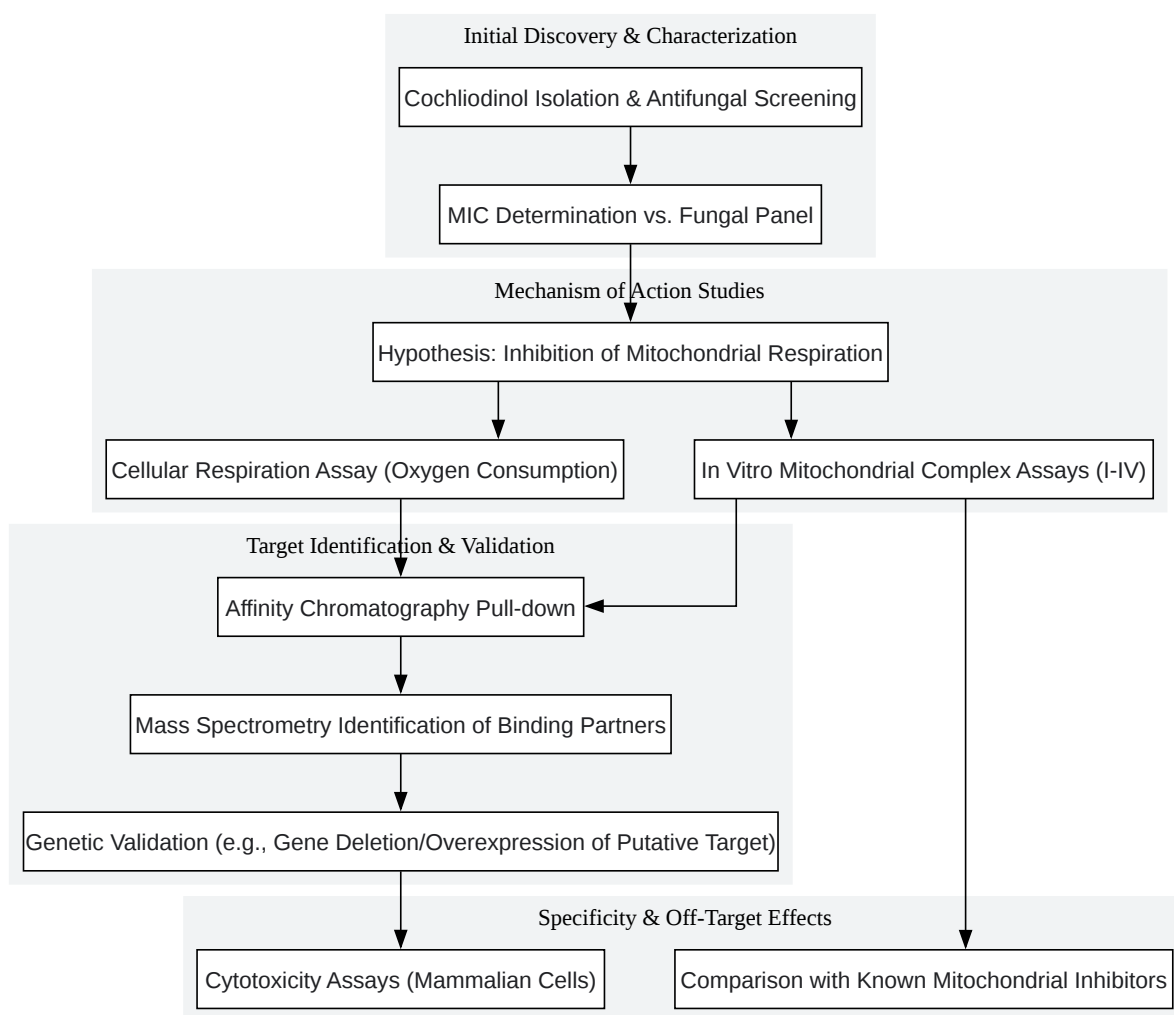 Initial Discovery & Characterization
Cochliodinol Isolation & Antifungal Screening
MIC Determination vs. Fungal Panel
Mechanism of Action Studies
Hypothesis: Inhibition of Mitochondrial Respiration
Cellular Respiration Assay (Oxygen Consumption)
In Vitro Mitochondrial Complex Assays (I-IV)
Target Identification & Validation
Affinity Chromatography Pull-down
Mass Spectrometry Identification of Binding Partners
Genetic Validation (e.g., Gene Deletion/Overexpression of Putative Target)
Specificity & Off-Target Effects
Cytotoxicity Assays (Mammalian Cells)
Comparison with Known Mitochondrial Inhibitors